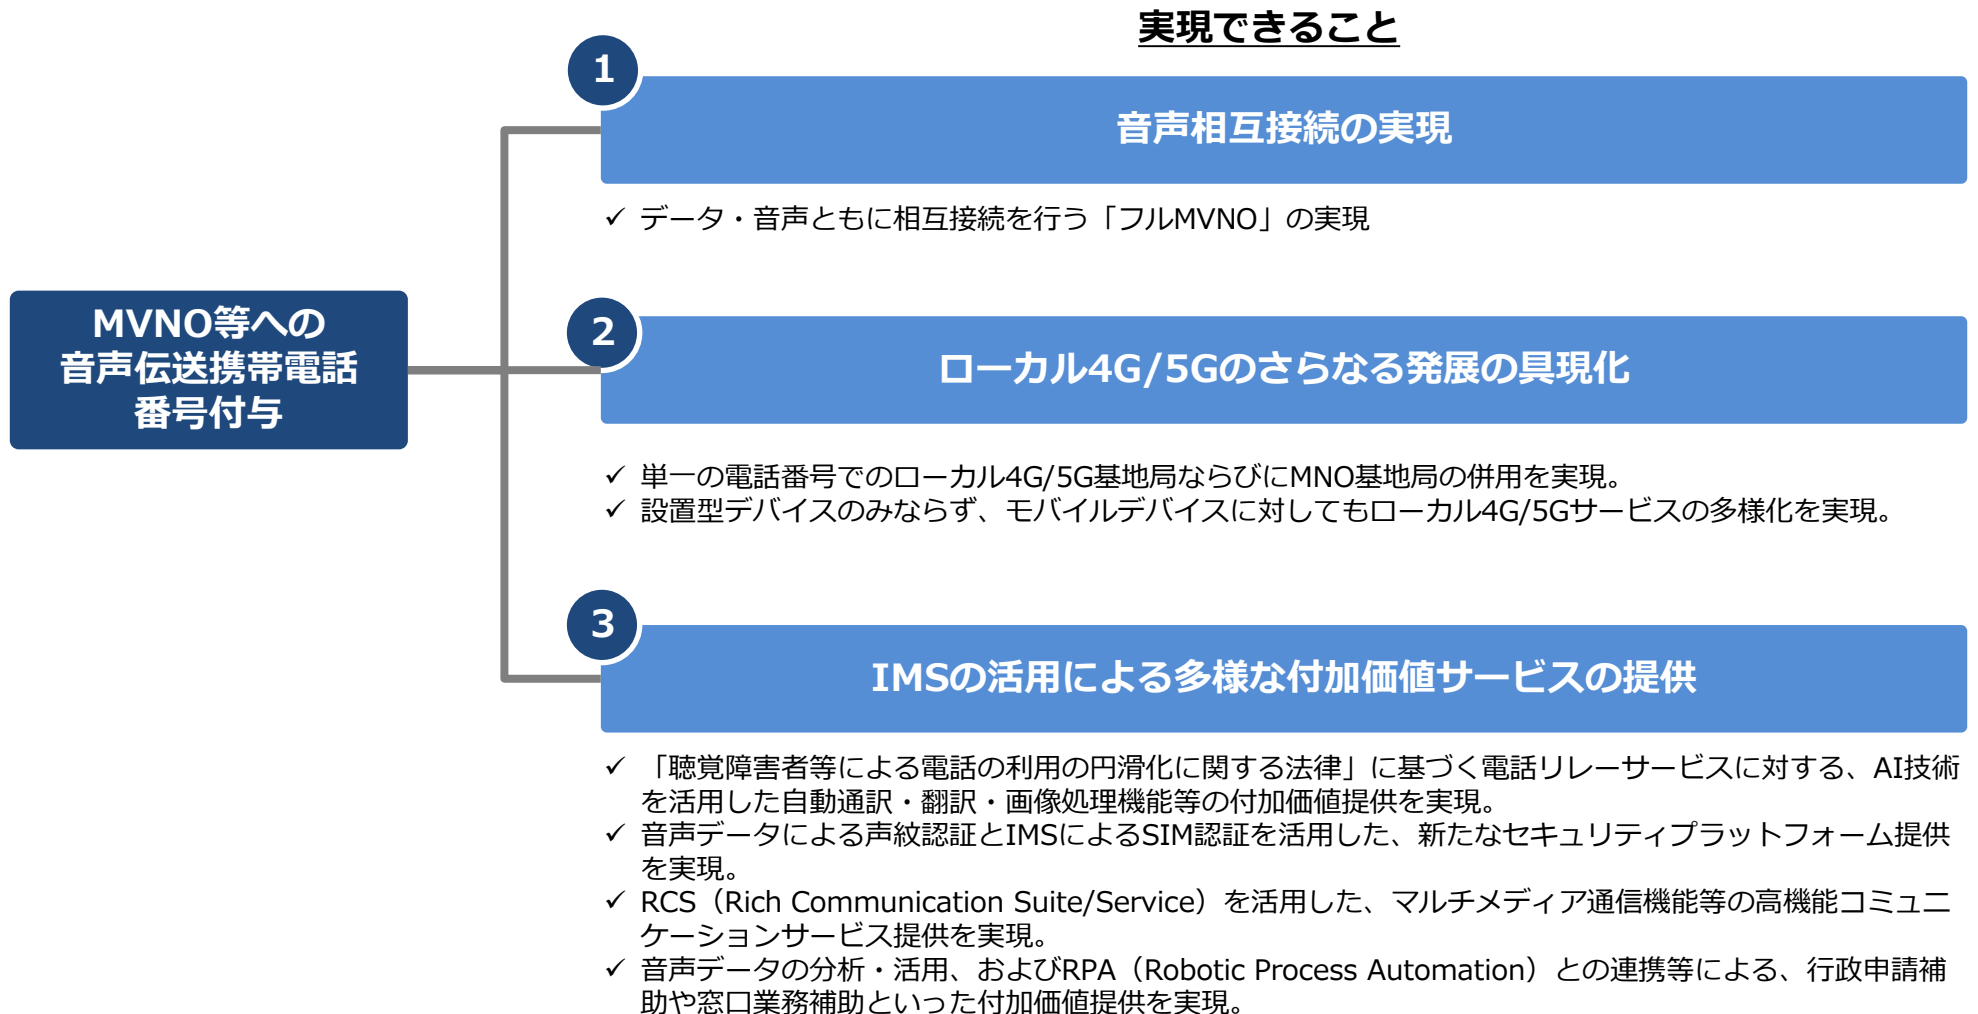 実現できること
MVNO等への
音声伝送携帯電話
番号付与
1
音声相互接続の実現
✓ データ・音声ともに相互接続を行う「フルMVNO」の実現
2
ローカル4G/5Gのさらなる発展の具現化
✓ 単一の電話番号でのローカル4G/5G基地局ならびにMNO基地局の併用を実現。
✓ 設置型デバイスのみならず、モバイルデバイスに対してもローカル4G/5Gサービスの多様化を実現。
3
IMSの活用による多様な付加価値サービスの提供
✓ 「聴覚障害者等による電話の利用の円滑化に関する法律」に基づく電話リレーサービスに対する、AI技術
を活用した自動通訳・翻訳・画像処理機能等の付加価値提供を実現。
✓ 音声データによる声紋認証とIMSによるSIM認証を活用した、新たなセキュリティプラットフォーム提供
を実現。
✓ RCS（Rich Communication Suite/Service）を活用した、マルチメディア通信機能等の高機能コミュニ
ケーションサービス提供を実現。
✓ 音声データの分析・活用、およびRPA（Robotic Process Automation）との連携等による、行政申請補
助や窓口業務補助といった付加価値提供を実現。